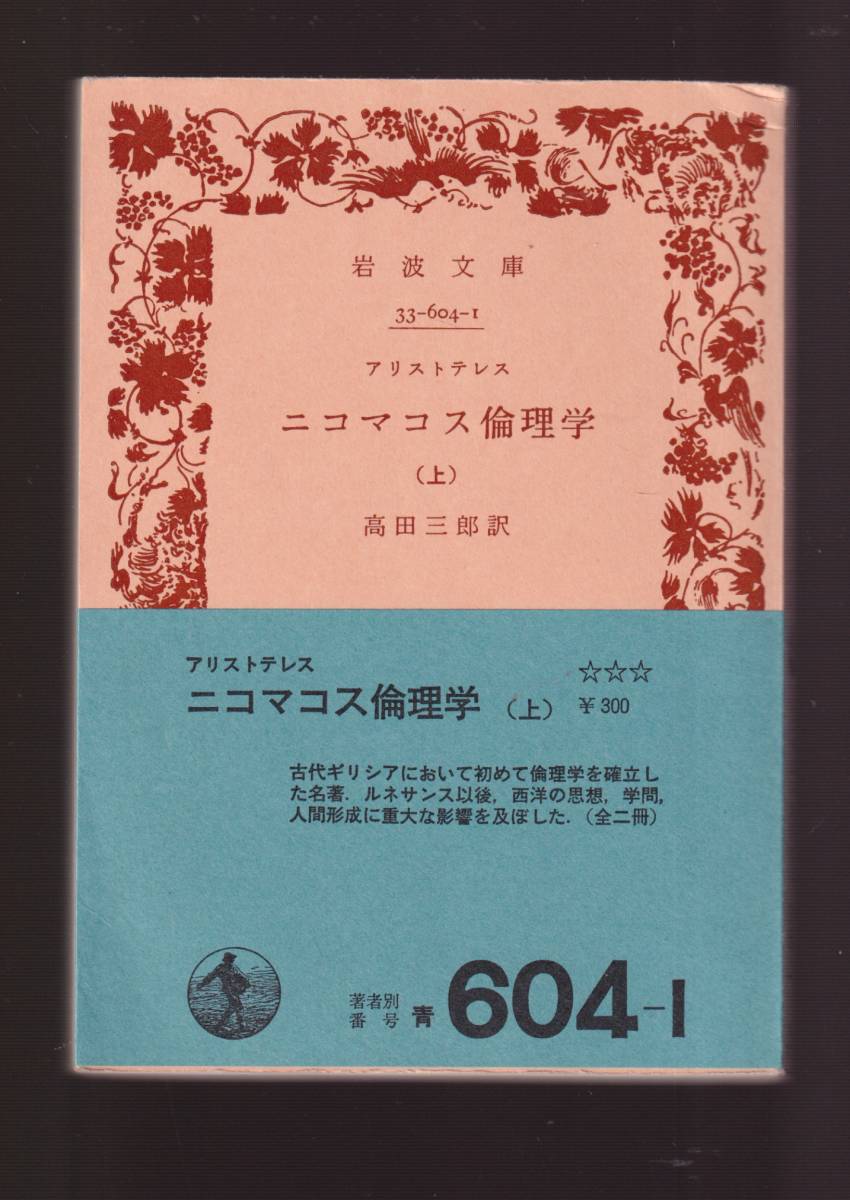 岩波文庫
33-604-1
アリストテレス
ニコマコス倫理学
（上）
高田三郎訳
アリストテレス
ニコマコス倫理学 （上）
☆☆☆
¥300
古代ギリシアにおいて初めて倫理学を確立し
た名著．ルネサンス以後，西洋の思想，学問，
人間形成に重大な影響を及ぼした．（全二冊）
著者別
番号 青 604-1